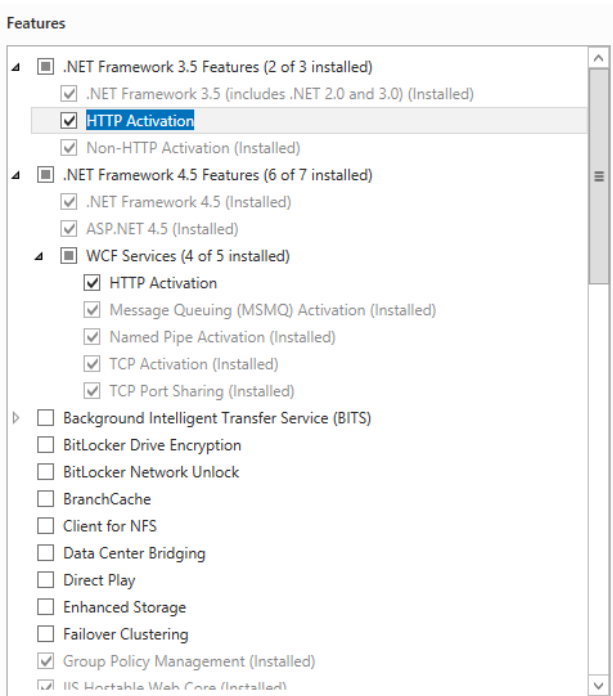 Features
.NET Framework 3.5 Features (2 of 3 installed)
.NET Framework 3.5 (includes .NET 2.0 and 3.0) (Installed)
HTTP Activation
Non-HTTP Activation (Installed)
.NET Framework 4.5 Features (6 of 7 installed)
.NET Framework 4.5 (Installed)
ASP.NET 4.5 (Installed)
WCF Services (4 of 5 installed)
HTTP Activation
Message Queuing (MSMQ) Activation (Installed)
Named Pipe Activation (Installed)
TCP Activation (Installed)
TCP Port Sharing (Installed)
Background Intelligent Transfer Service (BITS)
BitLocker Drive Encryption
BitLocker Network Unlock
BranchCache
Client for NFS
Data Center Bridging
Direct Play
Enhanced Storage
Failover Clustering
Group Policy Management (Installed)
IIS Hostable Web Core (Installed)